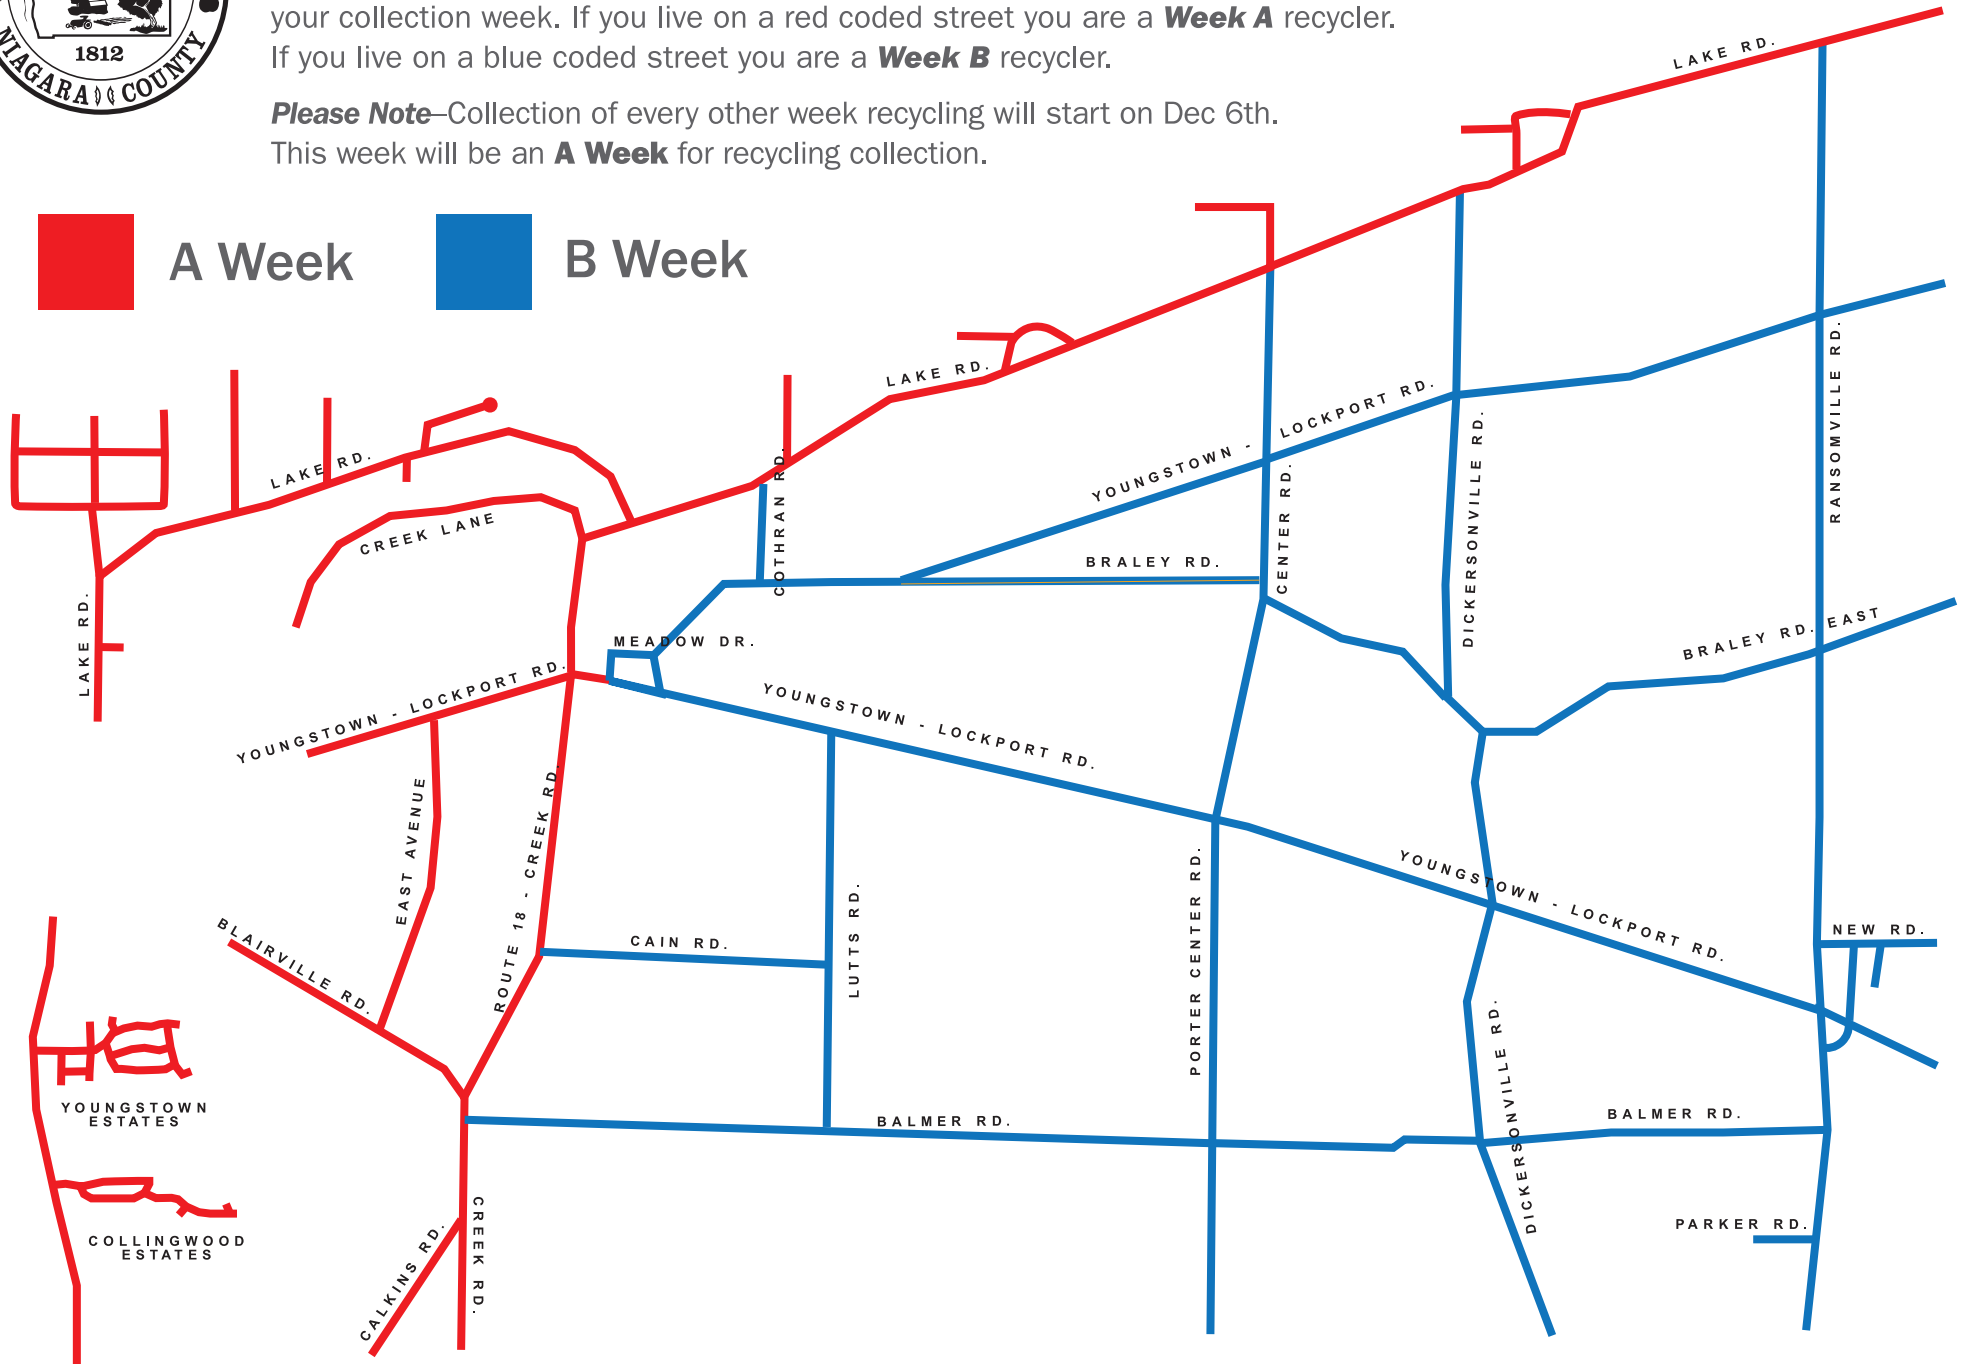 your collection week. If you live on a red coded street you are a Week A recycler.
If you live on a blue coded street you are a Week B recycler.
Please Note–Collection of every other week recycling will start on Dec 6th.
This week will be an A Week for recycling collection.
1812
NIAGARA COUNTY
A Week
B Week
LAKE RD.
LAKE RD.
LAKE RD.
LAKE RD.
CREEK LANE
COTHRAN RD.
YOUNGSTOWN - LOCKPORT RD.
BRALEY RD.
CENTER RD.
DICKERSONVILLE RD.
RANSOMVILLE RD.
BRALEY RD. EAST
MEADOW DR.
YOUNGSTOWN - LOCKPORT RD.
YOUNGSTOWN - LOCKPORT RD.
EAST AVENUE
ROUTE 18 - CREEK RD.
BLAIRVILLE RD.
CAIN RD.
LUTTS RD.
PORTER CENTER RD.
YOUNGSTOWN - LOCKPORT RD.
NEW RD.
DICKERSONVILLE RD.
BALMER RD.
BALMER RD.
YOUNGSTOWN
ESTATES
COLLINGWOOD
ESTATES
CALKINS RD.
CREEK RD.
PARKER RD.